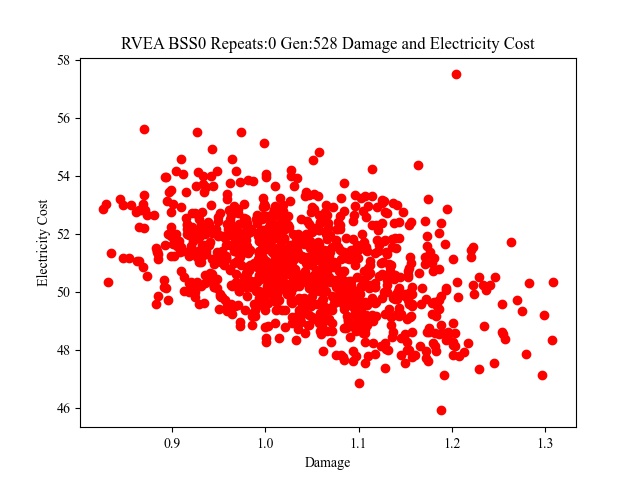 RVEA BSS0 Repeats:0 Gen:528 Damage and Electricity Cost
58
56
54
52
50
48
46
Electricity Cost
0.9 1.0 1.1 1.2 1.3
Damage